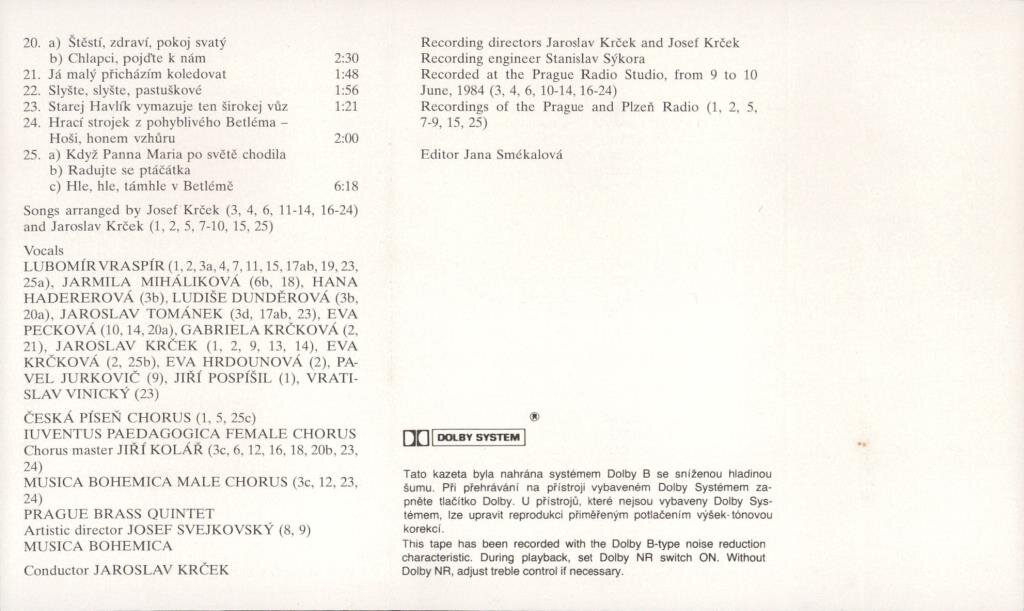 20. a) Štěstí, zdraví, pokoj svatý
b) Chlapci, pojďte k nám 2:30
21. Já malý přicházím koledovat 1:48
22. Slyšte, slyšte, pastuškové 1:56
23. Starej Havlík vymazuje ten širokej vůz 1:21
24. Hrací strojek z pohyblivého Betléma –
Hoši, honem vzhůru 2:00
25. a) Když Panna Maria po světě chodila
b) Radujte se ptáčátka
c) Hle, hle, támhle v Betlémě 6:18
Songs arranged by Josef Krček (3, 4, 6, 11-14, 16-24)
and Jaroslav Krček (1, 2, 5, 7-10, 15, 25)
Vocals
LUBOMÍR VRASPÍR (1, 2, 3a, 4, 7, 11, 15, 17ab, 19, 23,
25a), JARMILA MIHÁLIKOVÁ (6b, 18), HANA
HADEREROVÁ (3b), LUDIŠE DUNDĚROVÁ (3b,
20a), JAROSLAV TOMÁNEK (3d, 17ab, 23), EVA
PECKOVÁ (10, 14, 20a), GABRIELA KRČKOVÁ (2,
21), JAROSLAV KRČEK (1, 2, 9, 13, 14), EVA
KRČKOVÁ (2, 25b), EVA HRDOUNOVÁ (2), PA-
VEL JURKOVIČ (9), JIŘÍ POSPÍŠIL (1), VRATI-
SLAV VINICKÝ (23)
ČESKÁ PÍSEŇ CHORUS (1, 5, 25c)
IUVENTUS PAEDAGOGICA FEMALE CHORUS
Chorus master JIŘÍ KOLÁŘ (3c, 6, 12, 16, 18, 20b, 23,
24)
MUSICA BOHEMICA MALE CHORUS (3c, 12, 23,
24)
PRAGUE BRASS QUINTET
Artistic director JOSEF SVEJKOVSKÝ (8, 9)
MUSICA BOHEMICA
Conductor JAROSLAV KRČEK
Recording directors Jaroslav Krček and Josef Krček
Recording engineer Stanislav Sýkora
Recorded at the Prague Radio Studio, from 9 to 10
June, 1984 (3, 4, 6, 10-14, 16-24)
Recordings of the Prague and Plzeň Radio (1, 2, 5,
7-9, 15, 25)
Editor Jana Smékalová
®
DOLBY SYSTEM
Tato kazeta byla nahrána systémem Dolby B se sníženou hladinou
šumu. Při přehrávání na přístroji vybaveném Dolby Systémem za-
pněte tlačítko Dolby. U přístrojů, které nejsou vybaveny Dolby Sys-
témem, lze upravit reprodukci přiměřeným potlačením výšek-tónovou
korekcí.
This tape has been recorded with the Dolby B-type noise reduction
characteristic. During playback, set Dolby NR switch ON. Without
Dolby NR, adjust treble control if necessary.